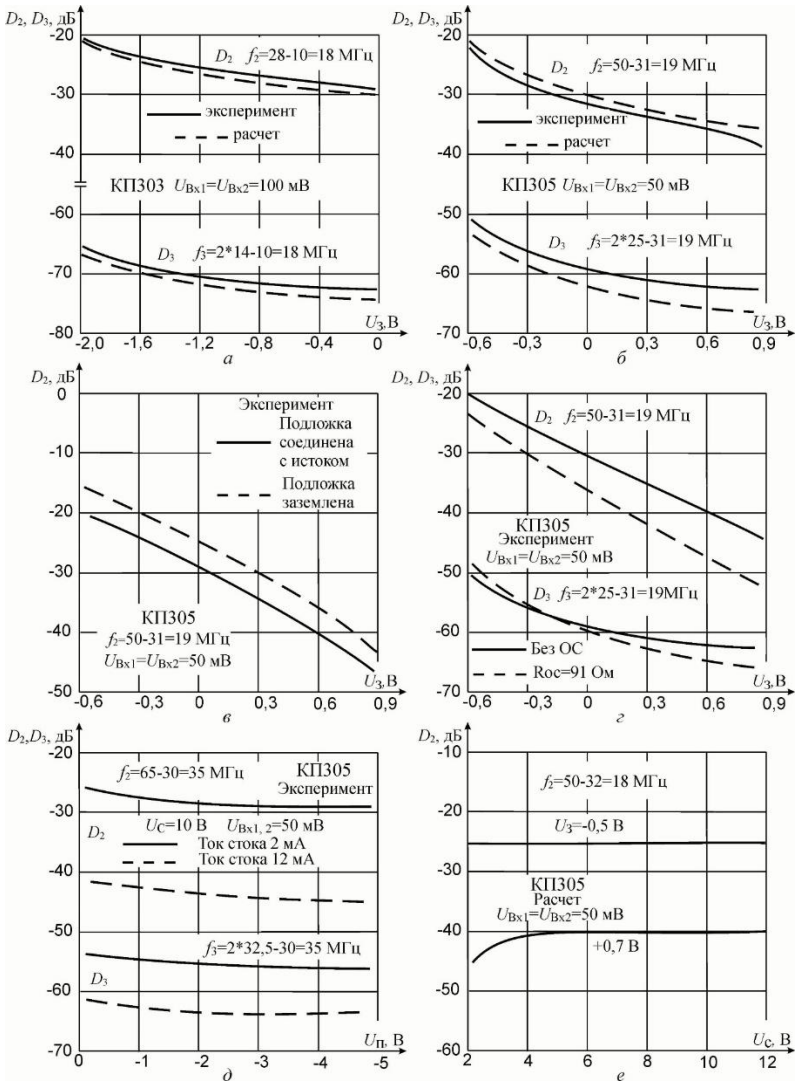 D2, D3, дБ
-20
-30
-40
-60
-70
-80
D2 f2=28-10=18 МГц
эксперимент
расчет
КП303 UВх1=UВх2=100 мВ
f3=2*14-10=18 МГц
D3
UЗ,В
-2,0 -1,6 -1,2 -0,8 -0,4 0
а
D2, D3, дБ
-20
-30
-40
-50
-60
-70
D2 f2=50-31=19 МГц
эксперимент
расчет
КП305 UВх1=UВх2=50 мВ
D3 f3=2*25-31=19 МГц
UЗ,В
-0,6 -0,3 0 0,3 0,6 0,9
б
D2, D3, дБ
0
-10
-20
-30
-40
-50
Эксперимент
Подложка
соединена
с истоком
Подложка
заземлена
КП305
f2=50-31=19 МГц
UВх1=UВх2=50 мВ
UЗ,В
-0,6 -0,3 0 0,3 0,6 0,9
в
D2, D3, дБ
-20
-30
-40
-50
-60
-70
D2 f2=50-31=19 МГц
КП305
Эксперимент
UВх1=UВх2=50 мВ
D3 f3=2*25-31=19МГц
Без ОС
Rос=91 Ом
UЗ,В
-0,6 -0,3 0 0,3 0,6 0,9
г
D2,D3, дБ
-20
-30
-40
-50
-60
-70
f2=65-30=35 МГц
КП305
Эксперимент
UС=10 В UВх1, 2=50 мВ
D2
Ток стока 2 мА
Ток стока 12 мА
f3=2*32,5-30=35 МГц
D3
-60
UП, В
0 -1 -2 -3 -4 -5
д
D2, дБ
-10
-20
-30
-40
-50
-60
f2=50-32=18 МГц
UЗ=-0,5 В
КП305
Расчет
UВх1=UВх2=50 мВ
+0,7 В
UС, В
2 4 6 8 10 12
е